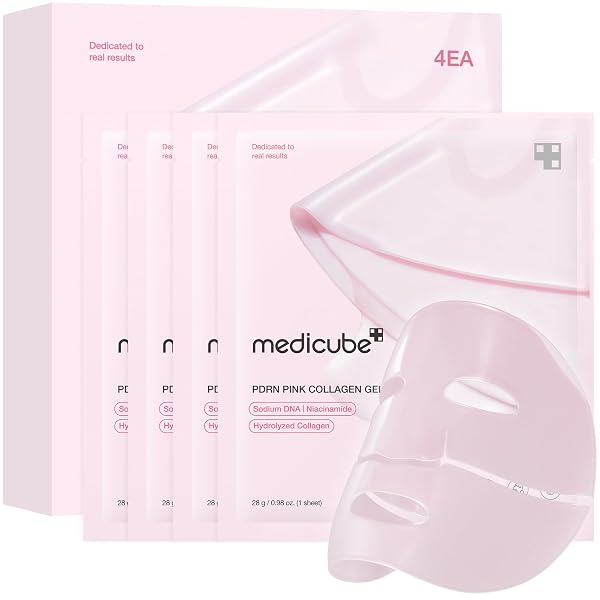 Dedicated to
real results
4EA
Dedicated to
real results
medicube
PDRN PINK COLLAGEN GEL
Sodium DNA | Niacinamide
Hydrolyzed Collagen
28 g / 0.98 oz. (1 sheet)